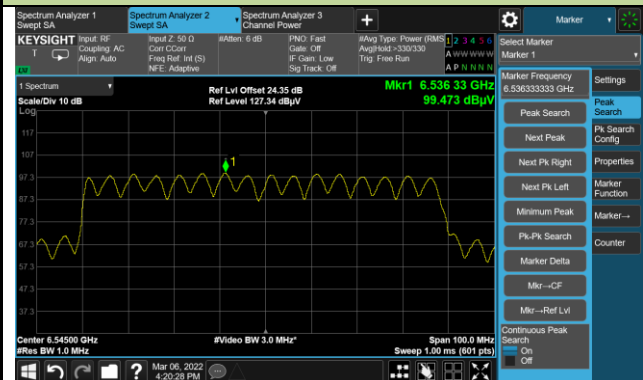 Spectrum Analyzer 1
Swept SA
Spectrum Analyzer 2
Swept SA
Spectrum Analyzer 3
Channel Power
+
Marker
KEYSIGHT
T
Input: RF
Coupling: AC
Align: Auto
Input Z: 50 Ω
Corr CCorr
Freq Ref: Int (S)
NFE: Adaptive
#Atten: 6 dB
PNO: Fast
Gate: Off
IF Gain: Low
Sig Track: Off
#Avg Type: Power (RMS
Avg|Hold:>330/330
Trig: Free Run
1 2 3 4 5 6
A W W W W W
A P N N N N
Select Marker
Marker 1
1 Spectrum
Scale/Div 10 dB
Log
Ref Lvl Offset 24.35 dB
Ref Level 127.34 dBµV
Mkr1 6.536 33 GHz
99.473 dBµV
117
107
97.3
87.3
77.3
67.3
57.3
47.3
37.3
1
Center 6.54500 GHz
#Res BW 1.0 MHz
#Video BW 3.0 MHz*
Span 100.0 MHz
Sweep 1.00 ms (601 pts)
Marker Frequency
6.536333333 GHz
Peak Search
Next Peak
Next Pk Right
Next Pk Left
Minimum Peak
Pk-Pk Search
Marker Delta
Mkr→CF
Mkr→Ref Lvl
Continuous Peak
Search
On
Off
Settings
Peak
Search
Pk Search
Config
Properties
Marker
Function
Marker→
Counter
?
Mar 06, 2022
4:20:28 PM